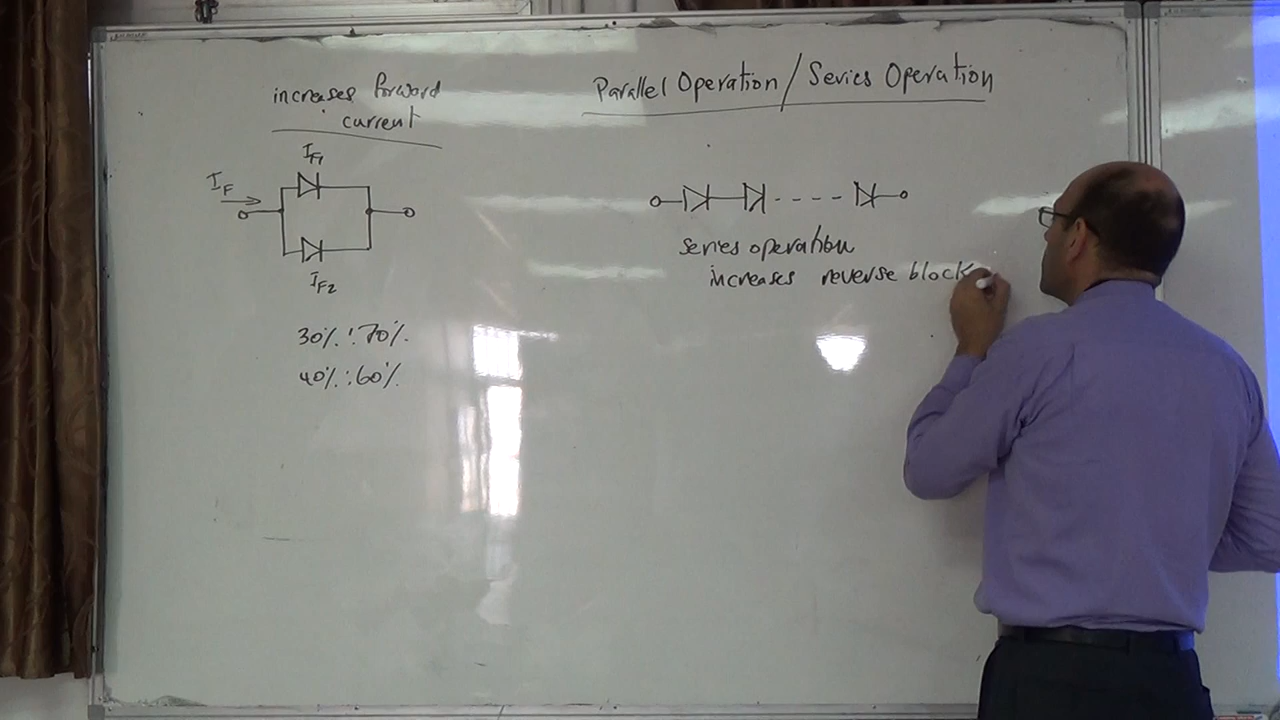 Parallel Operation / Series Operation
increases forward
current
IF1
IF
IF2
30% : 70%
40% : 60%
series operation
increases reverse block